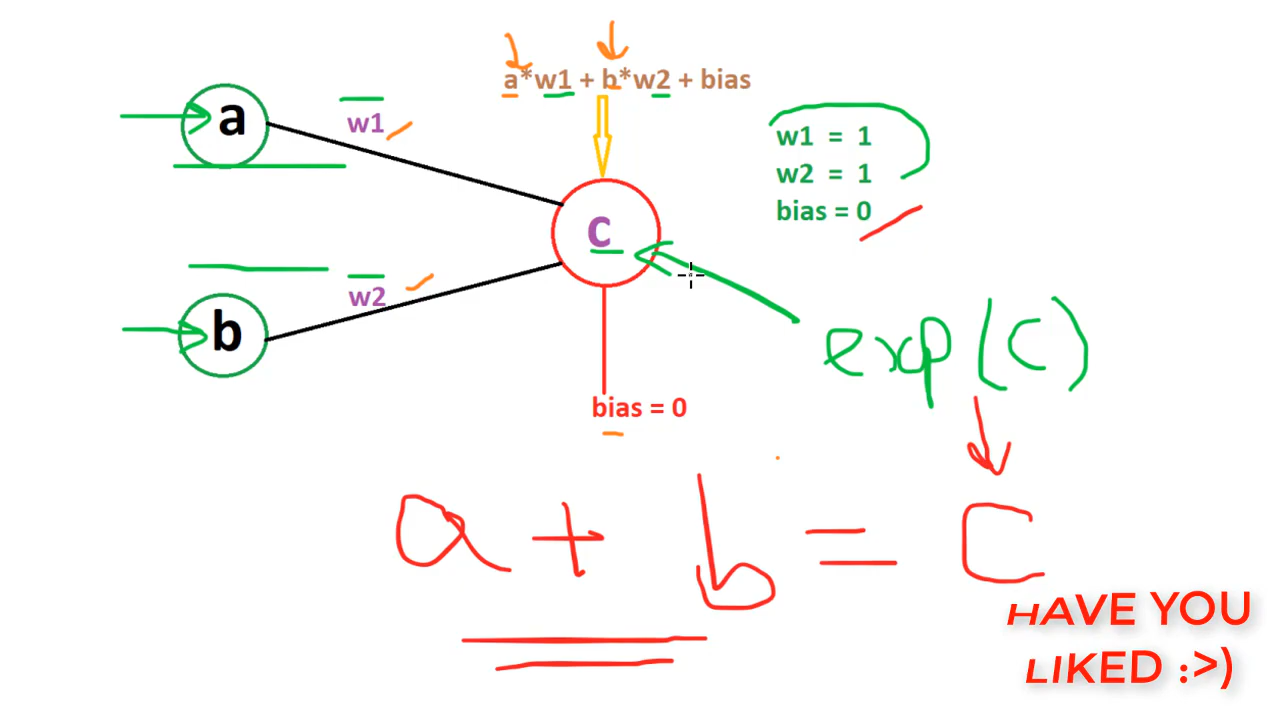 a*w1 + b*w2 + bias
a
w1
w1 = 1
w2 = 1
bias = 0
c
w2
b
exp(c)
bias = 0
a + b = c
HAVE YOU
LIKED :>)